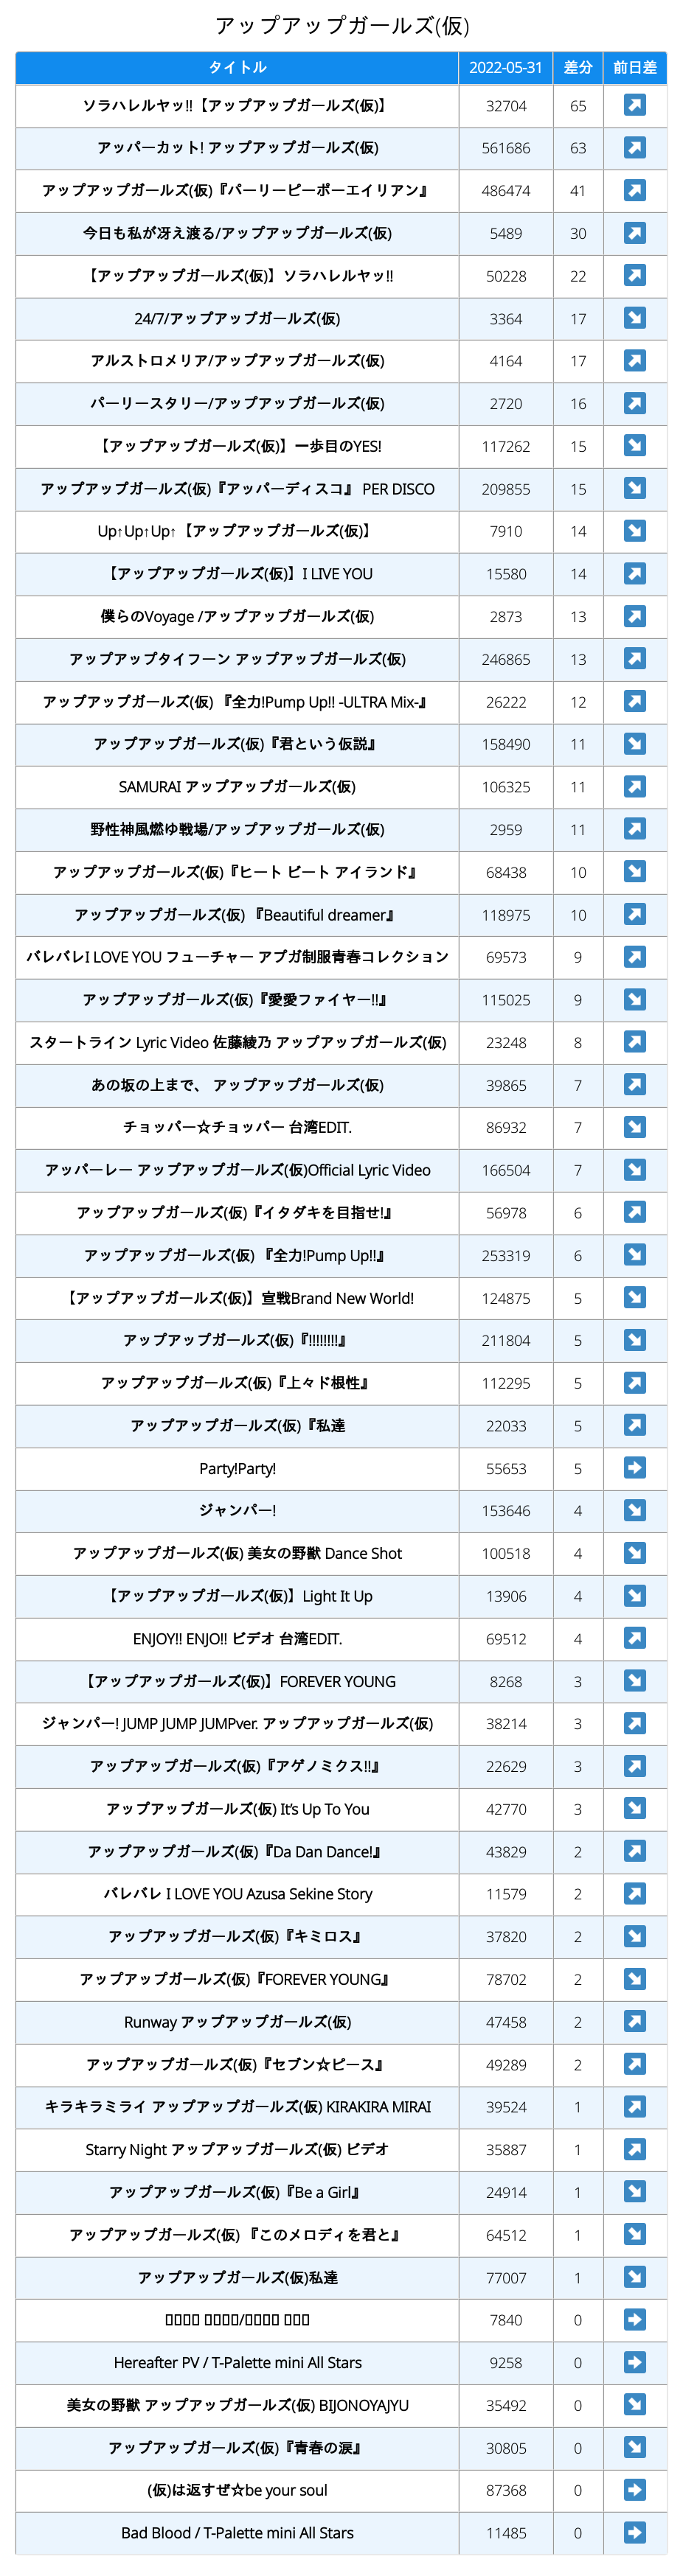 アップアップガールズ(仮)
タイトル 2022-05-31 差分 前日差
ソラハレルヤッ!!【アップアップガールズ(仮)】 32704 65
アッパーカット! アップアップガールズ(仮) 561686 63
アップアップガールズ(仮)『パーリーピーポーエイリアン』 486474 41
今日も私が冴え渡る/アップアップガールズ(仮) 5489 30
【アップアップガールズ(仮)】ソラハレルヤッ!! 50228 22
24/7/アップアップガールズ(仮) 3364 17
アルストロメリア/アップアップガールズ(仮) 4164 17
パーリースタリー/アップアップガールズ(仮) 2720 16
【アップアップガールズ(仮)】一歩目のYES! 117262 15
アップアップガールズ(仮)『アッパーディスコ』 PER DISCO 209855 15
Up↑Up↑Up↑【アップアップガールズ(仮)】 7910 14
【アップアップガールズ(仮)】I LIVE YOU 15580 14
僕らのVoyage /アップアップガールズ(仮) 2873 13
アップアップタイフーン アップアップガールズ(仮) 246865 13
アップアップガールズ(仮) 『全力!Pump Up!! -ULTRA Mix-』 26222 12
アップアップガールズ(仮)『君という仮説』 158490 11
SAMURAI アップアップガールズ(仮) 106325 11
野性神風燃ゆ戦場/アップアップガールズ(仮) 2959 11
アップアップガールズ(仮)『ヒート ビート アイランド』 68438 10
アップアップガールズ(仮) 『Beautiful dreamer』 118975 10
バレバレI LOVE YOU フューチャー アプガ制服青春コレクション 69573 9
アップアップガールズ(仮)『愛愛ファイヤー!!』 115025 9
スタートライン Lyric Video 佐藤綾乃 アップアップガールズ(仮) 23248 8
あの坂の上まで、 アップアップガールズ(仮) 39865 7
チョッパー☆チョッパー 台湾EDIT. 86932 7
アッパーレー アップアップガールズ(仮)Official Lyric Video 166504 7
アップアップガールズ(仮)『イタダキを目指せ!』 56978 6
アップアップガールズ(仮) 『全力!Pump Up!!』 253319 6
【アップアップガールズ(仮)】宣戦Brand New World! 124875 5
アップアップガールズ(仮)『!!!!!!!!』 211804 5
アップアップガールズ(仮)『上々ド根性』 112295 5
アップアップガールズ(仮)『私達 22033 5
Party!Party! 55653 5
ジャンパー! 153646 4
アップアップガールズ(仮) 美女の野獣 Dance Shot 100518 4
【アップアップガールズ(仮)】Light It Up 13906 4
ENJOY!! ENJO!! ビデオ 台湾EDIT. 69512 4
【アップアップガールズ(仮)】FOREVER YOUNG 8268 3
ジャンパー! JUMP JUMP JUMPver. アップアップガールズ(仮) 38214 3
アップアップガールズ(仮)『アゲノミクス!!』 22629 3
アップアップガールズ(仮) It's Up To You 42770 3
アップアップガールズ(仮)『Da Dan Dance!』 43829 2
バレバレ I LOVE YOU Azusa Sekine Story 11579 2
アップアップガールズ(仮)『キミロス』 37820 2
アップアップガールズ(仮)『FOREVER YOUNG』 78702 2
Runway アップアップガールズ(仮) 47458 2
アップアップガールズ(仮)『セブン☆ピース』 49289 2
キラキラミライ アップアップガールズ(仮) KIRAKIRA MIRAI 39524 1
Starry Night アップアップガールズ(仮) ビデオ 35887 1
アップアップガールズ(仮)『Be a Girl』 24914 1
アップアップガールズ(仮) 『このメロディを君と』 64512 1
アップアップガールズ(仮)私達 77007 1
7840 0
Hereafter PV / T-Palette mini All Stars 9258 0
美女の野獣 アップアップガールズ(仮) BIJONOYAJYU 35492 0
アップアップガールズ(仮)『青春の涙』 30805 0
(仮)は返すぜ☆be your soul 87368 0
Bad Blood / T-Palette mini All Stars 11485 0